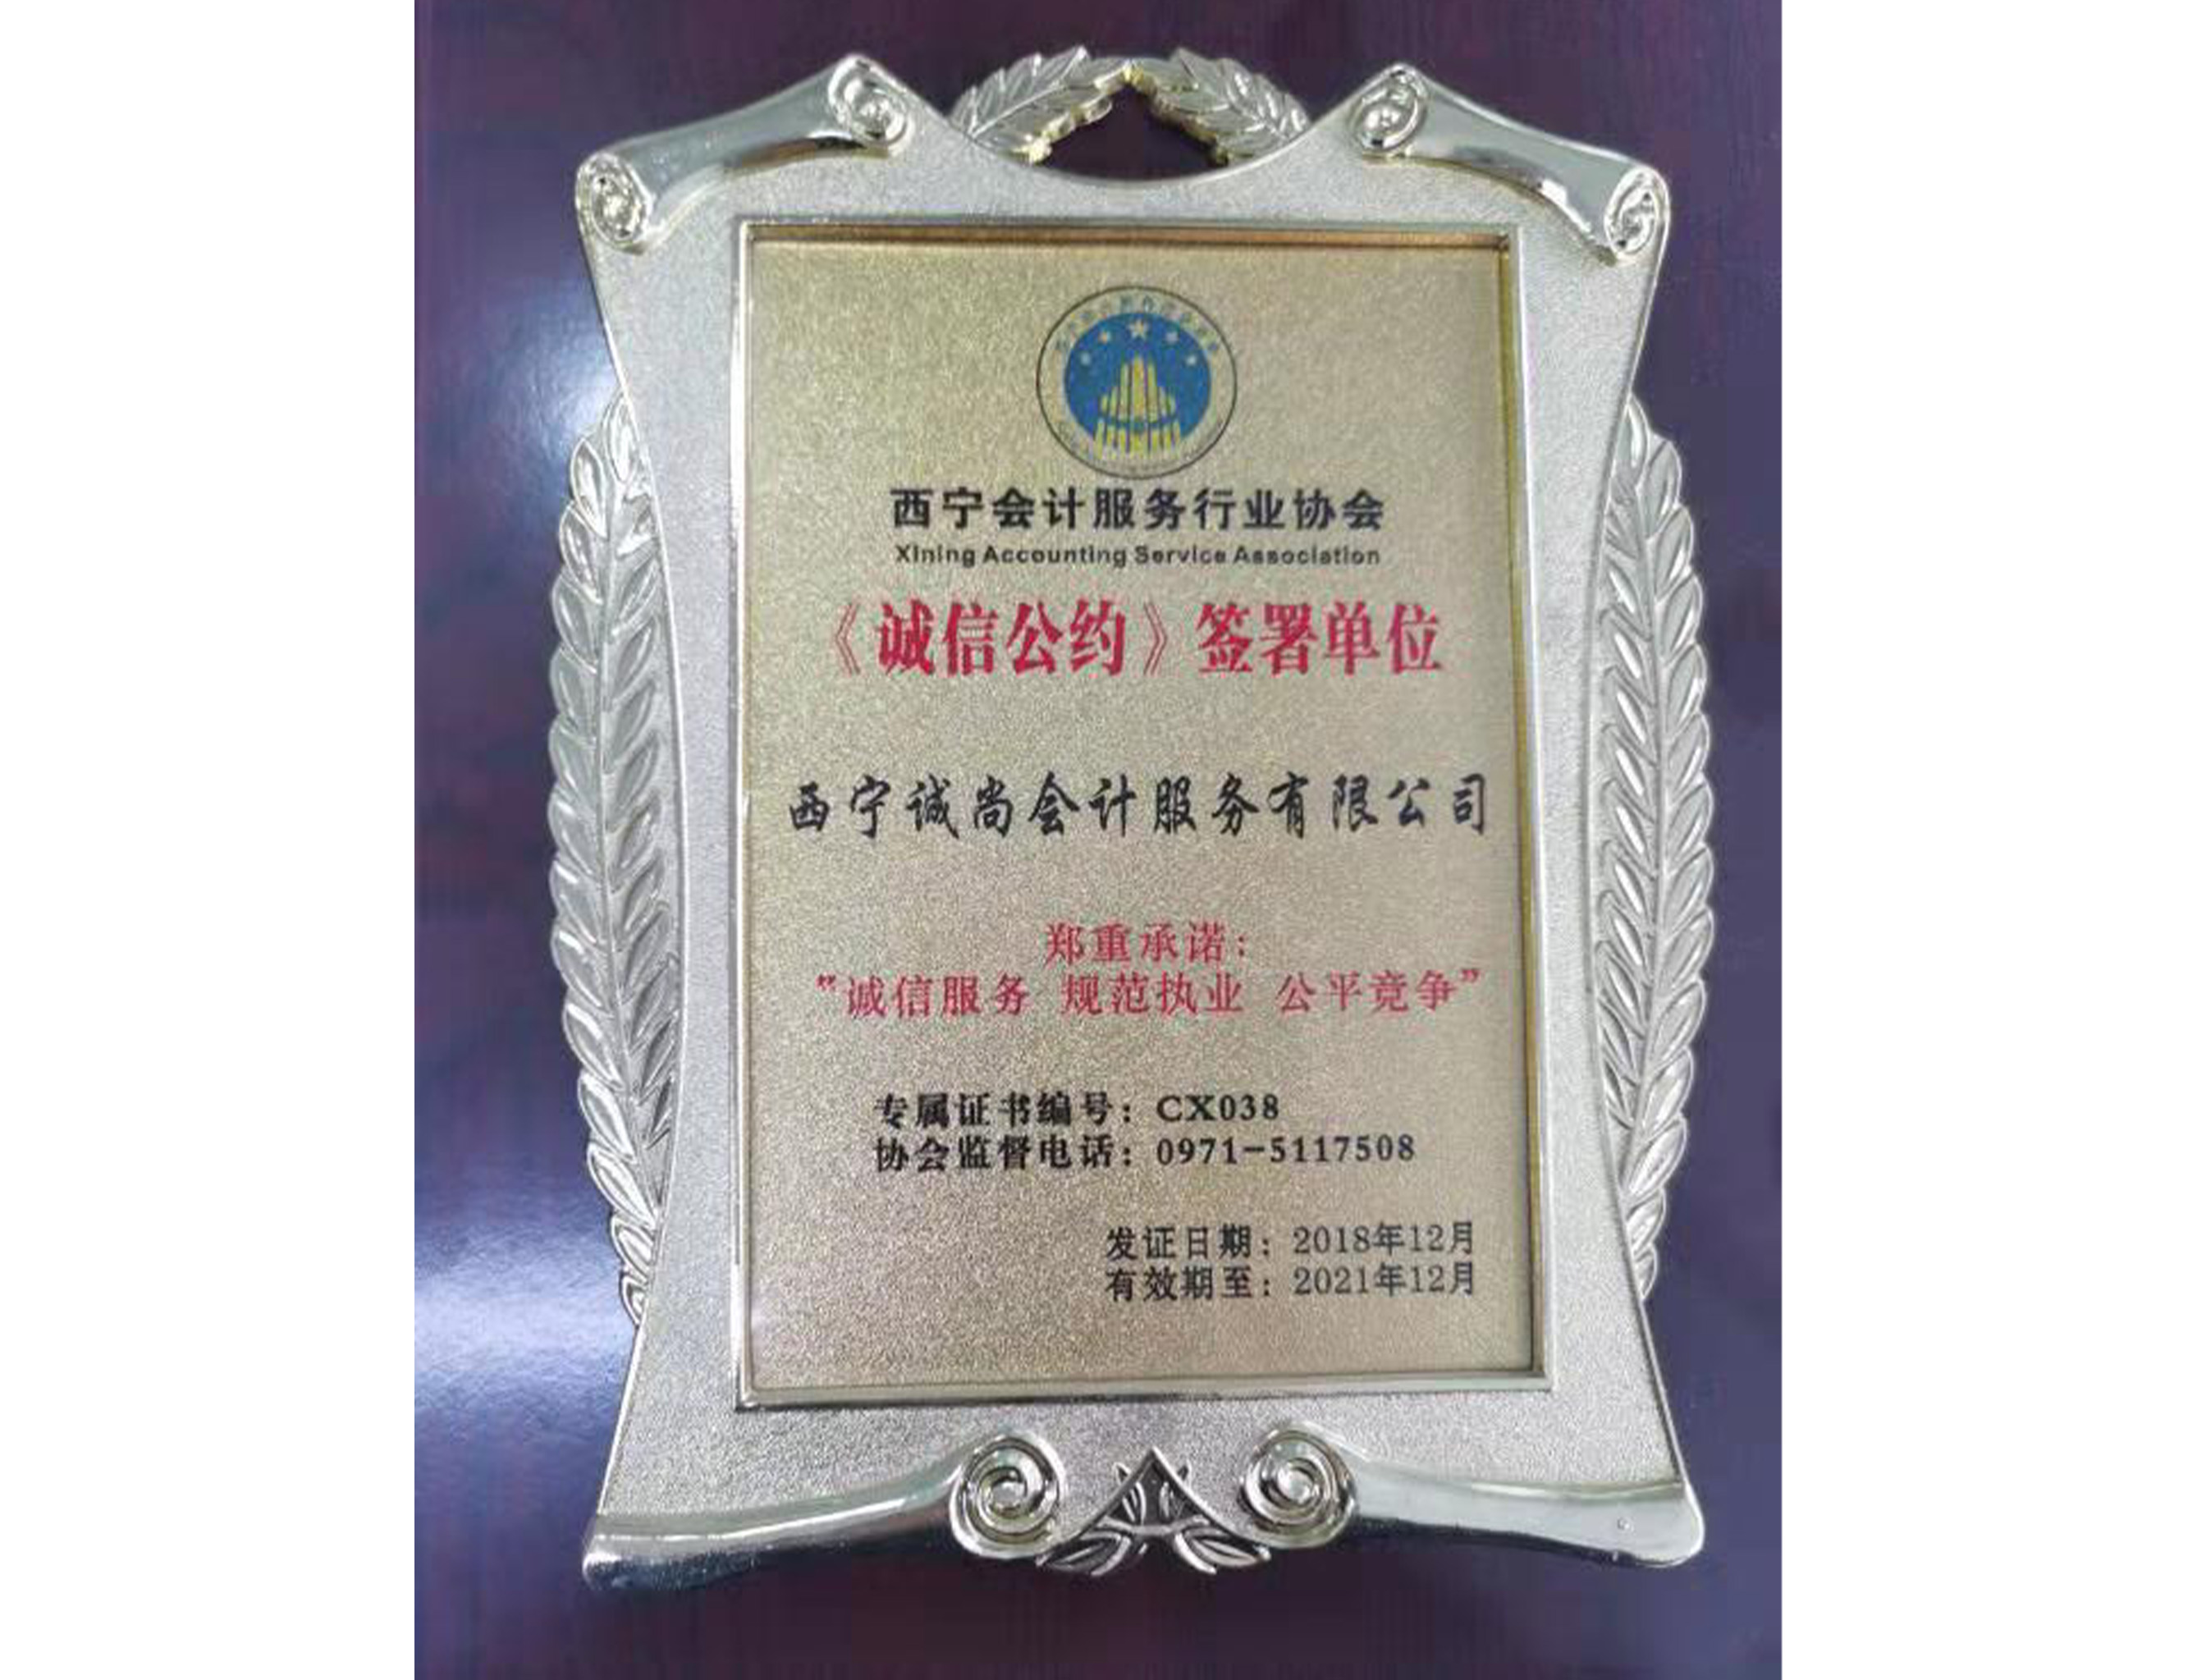 西宁会计服务行业协会
Xining Accounting Service Association
《诚信公约》签署单位
西宁诚尚会计服务有限公司
郑重承诺：
“诚信服务 规范执业 公平竞争”
专属证书编号：CX038
协会监督电话：0971-5117508
发证日期：2018年12月
有效期至：2021年12月